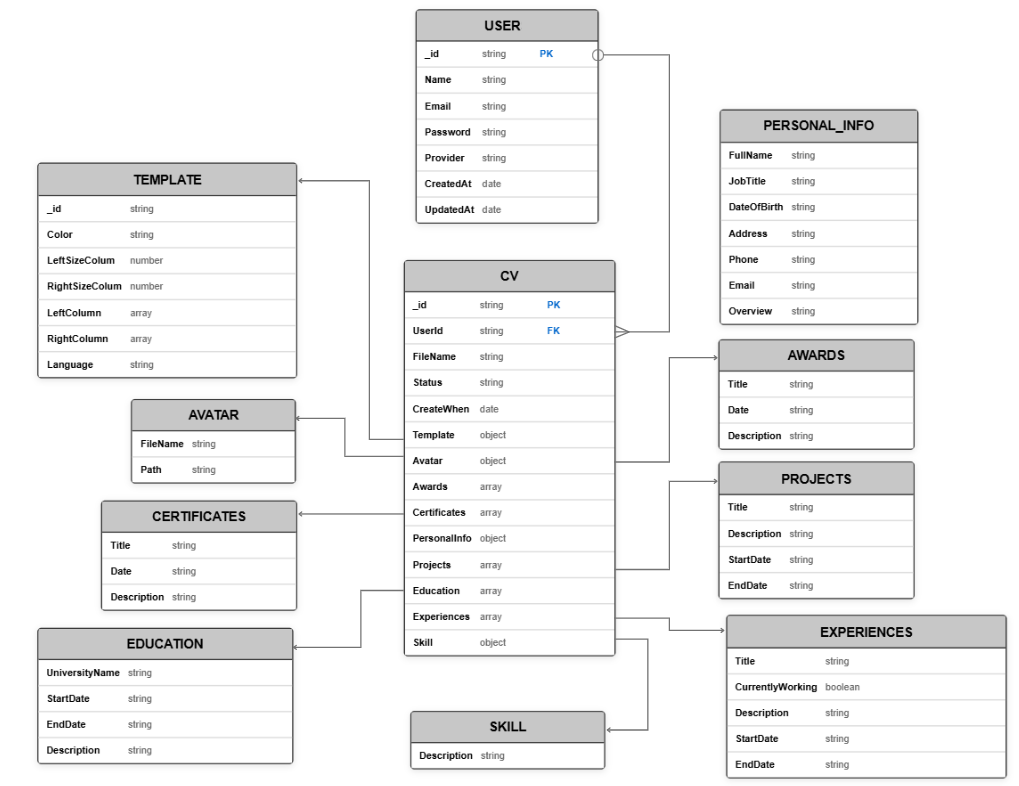 USER
_id string PK
Name string
Email string
Password string
Provider string
CreatedAt date
UpdatedAt date
PERSONAL_INFO
FullName string
JobTitle string
DateOfBirth string
Address string
Phone string
Email string
Overview string
TEMPLATE
_id string
Color string
LeftSizeColum number
RightSizeColum number
LeftColumn array
RightColumn array
Language string
CV
_id string PK
UserId string FK
FileName string
Status string
CreateWhen date
Template object
Avatar object
Awards array
Certificates array
PersonalInfo object
Projects array
Education array
Experiences array
Skill object
AWARDS
Title string
Date string
Description string
AVATAR
FileName string
Path string
PROJECTS
Title string
Description string
StartDate string
EndDate string
CERTIFICATES
Title string
Date string
Description string
EXPERIENCES
Title string
CurrentlyWorking boolean
Description string
StartDate string
EndDate string
EDUCATION
UniversityName string
StartDate string
EndDate string
Description string
SKILL
Description string